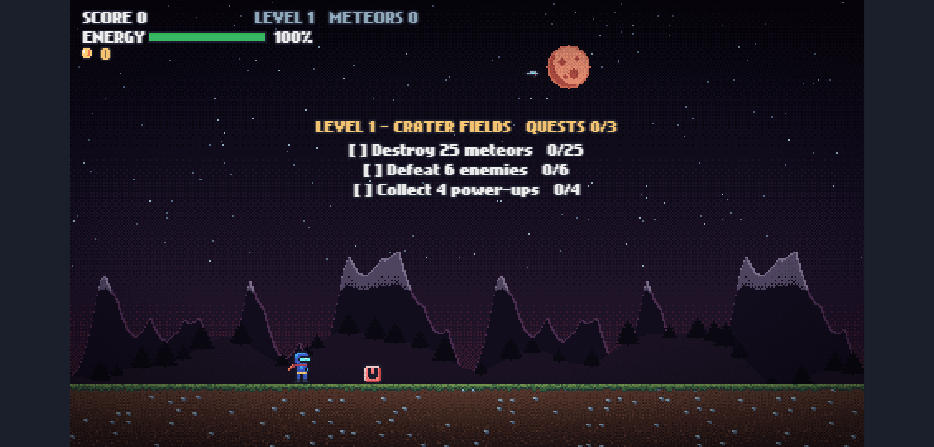 SCORE 0
LEVEL 1 METEORS 0
ENERGY 100%
0
LEVEL 1 - CRATER FIELDS QUESTS 0/3
[ ] Destroy 25 meteors 0/25
[ ] Defeat 6 enemies 0/6
[ ] Collect 4 power-ups 0/4